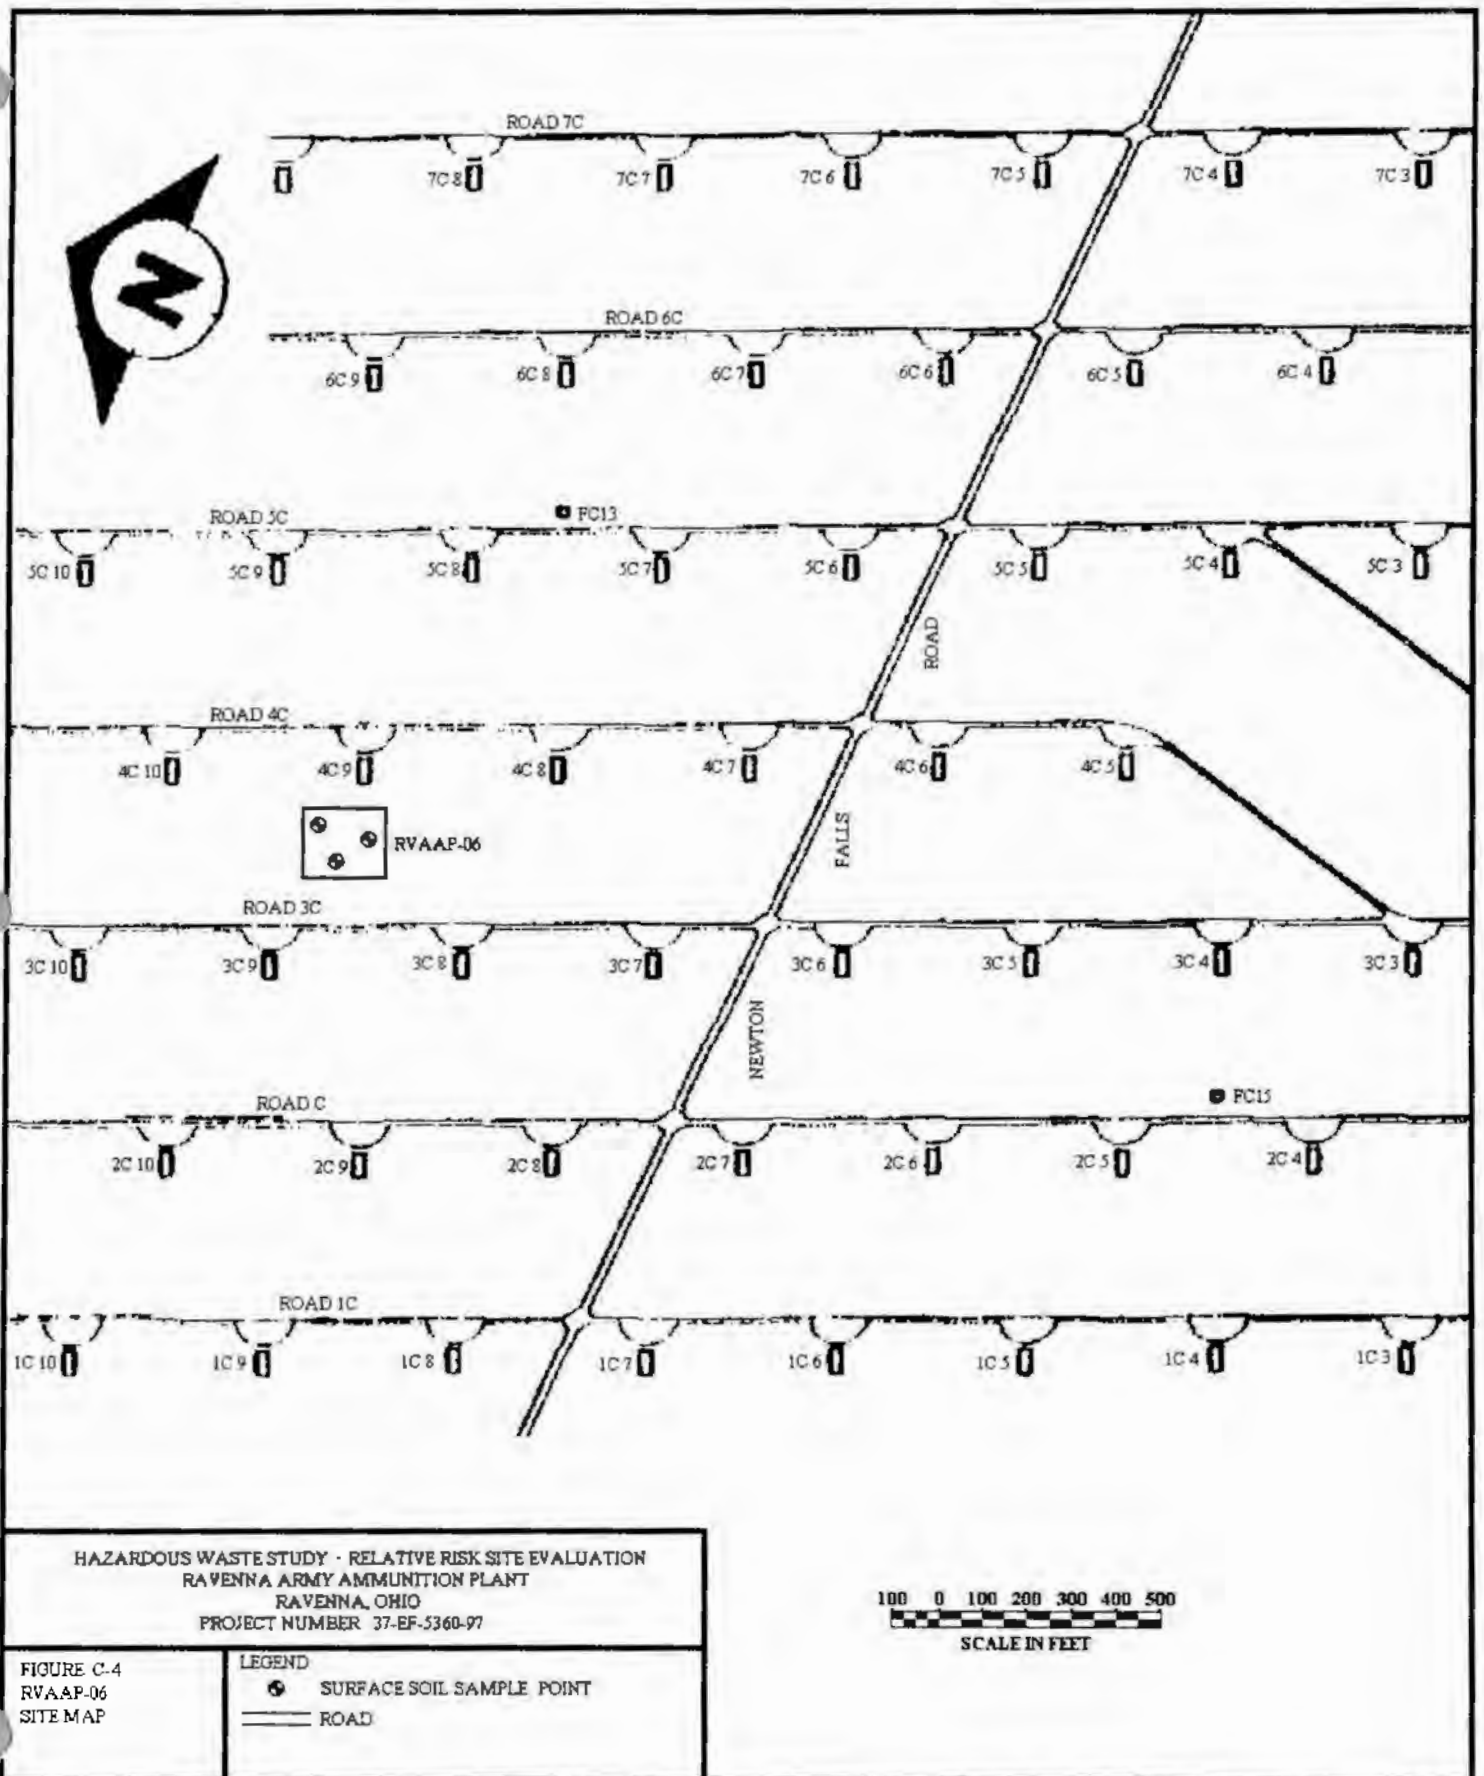 ROAD 7C
7C 8
7C 7
7C 6
7C 5
7C 4
7C 3
N
ROAD 6C
6C 9
6C 8
6C 7
6C 6
6C 5
6C 4
FC13
ROAD 5C
5C 10
5C 9
5C 8
5C 7
5C 6
5C 5
5C 4
5C 3
ROAD
ROAD 4C
4C 10
4C 9
4C 8
4C 7
4C 6
4C 5
RVAAP-06
FALLS
ROAD 3C
3C 10
3C 9
3C 8
3C 7
3C 6
3C 5
3C 4
3C 3
NEWTON
FC15
ROAD C
2C 10
2C 9
2C 8
2C 7
2C 6
2C 5
2C 4
ROAD 1C
1C 10
1C 9
1C 8
1C 7
1C 6
1C 5
1C 4
1C 3
HAZARDOUS WASTE STUDY - RELATIVE RISK SITE EVALUATION
RAVENNA ARMY AMMUNITION PLANT
RAVENNA, OHIO
PROJECT NUMBER 37-EF-5360-97
100 0 100 200 300 400 500
SCALE IN FEET
FIGURE C-4
RVAAP-06
SITE MAP
LEGEND
SURFACE SOIL SAMPLE POINT
ROAD